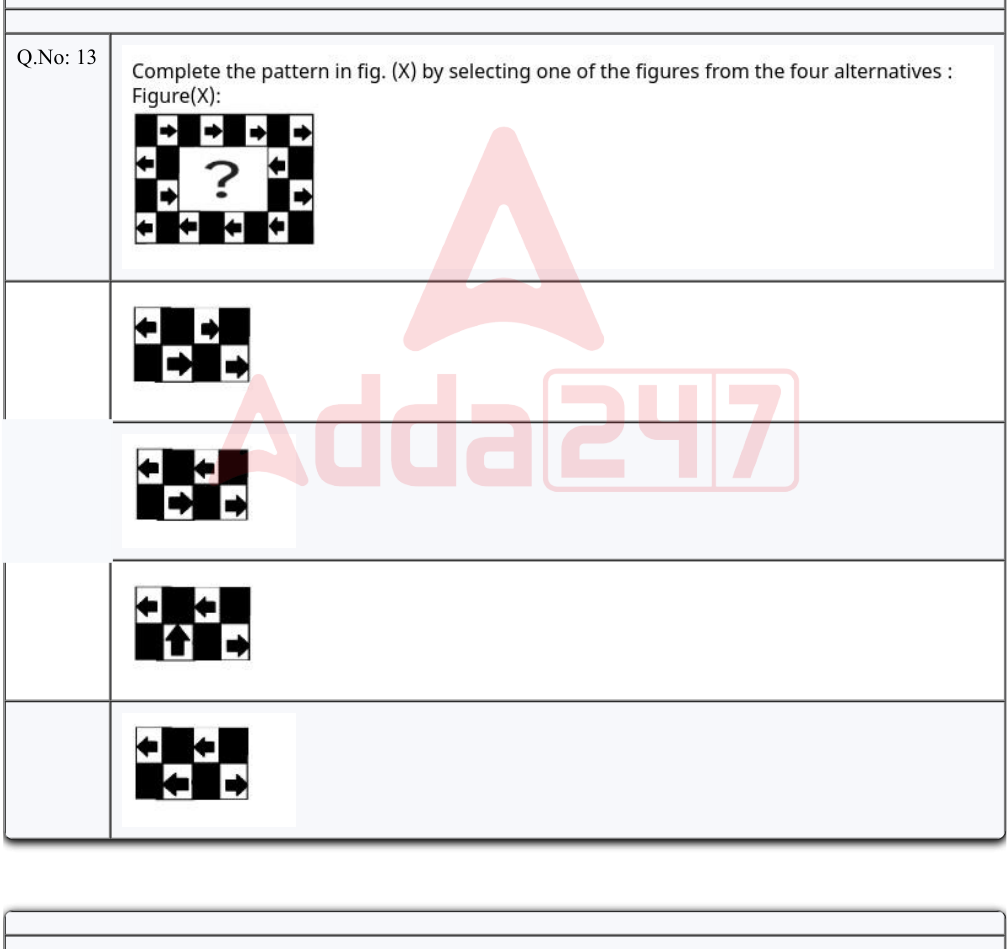 Q.No: 13
Complete the pattern in fig. (X) by selecting one of the figures from the four alternatives :
Figure(X):
?
Adda247